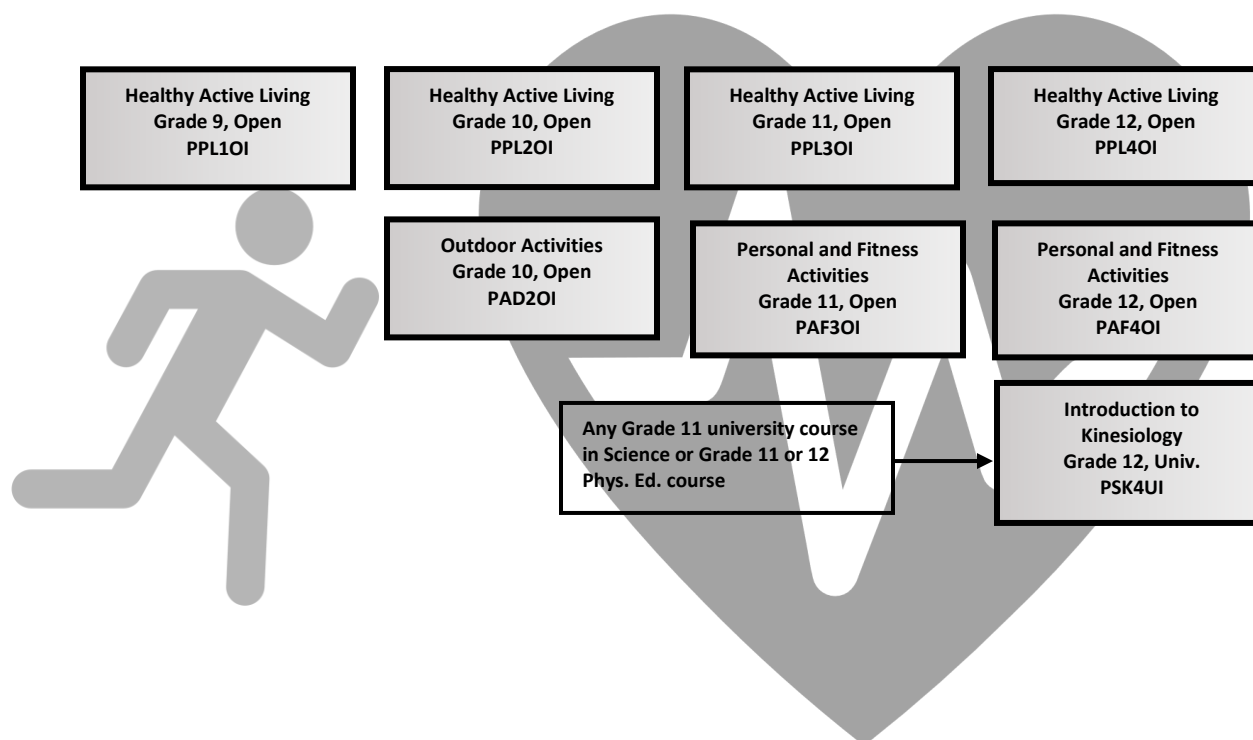 Healthy Active Living
Grade 9, Open
PPL1OI
Healthy Active Living
Grade 10, Open
PPL2OI
Healthy Active Living
Grade 11, Open
PPL3OI
Healthy Active Living
Grade 12, Open
PPL4OI
Outdoor Activities
Grade 10, Open
PAD2OI
Personal and Fitness
Activities
Grade 11, Open
PAF3OI
Personal and Fitness
Activities
Grade 12, Open
PAF4OI
Any Grade 11 university course
in Science or Grade 11 or 12
Phys. Ed. course
Introduction to
Kinesiology
Grade 12, Univ.
PSK4UI